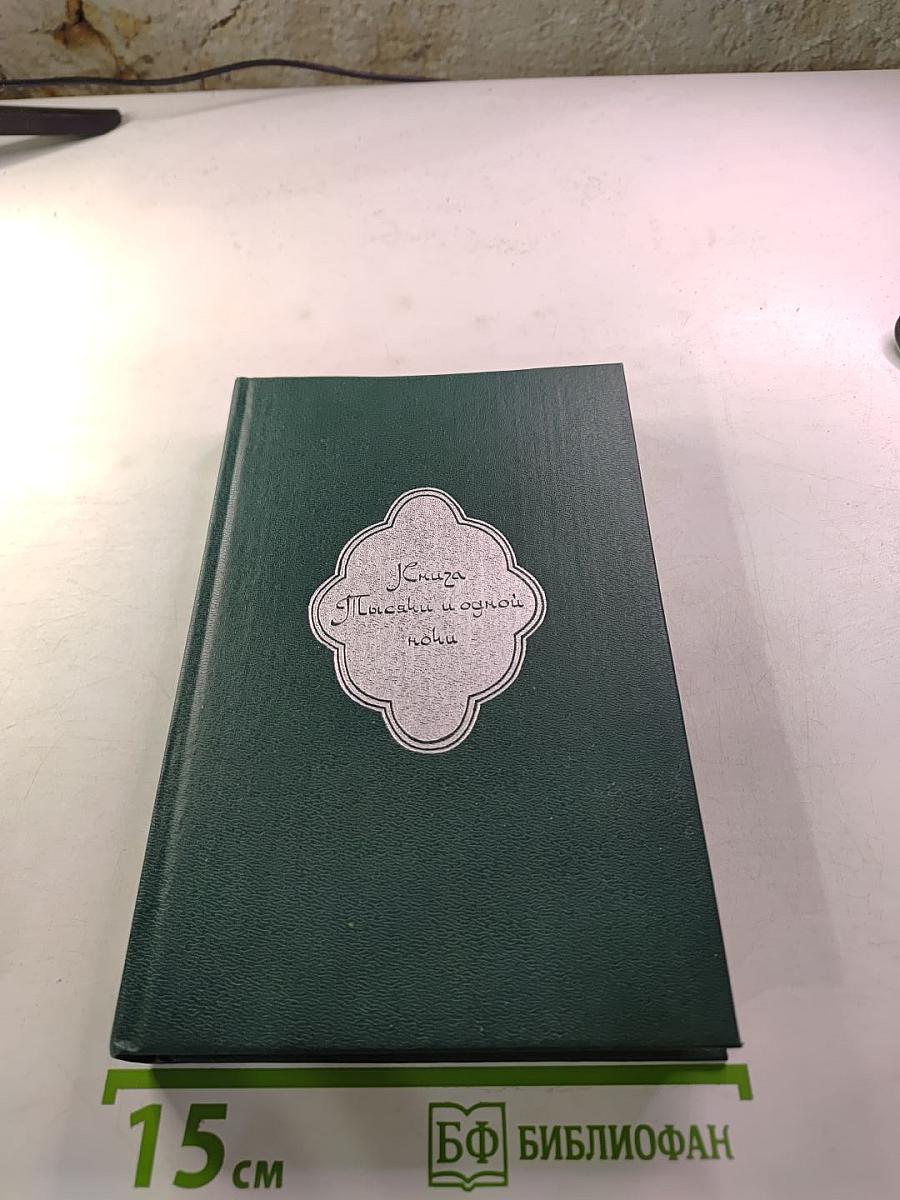 Книга
Тысячи и одной
ночи
15 см
БФ БИБЛИОФАН